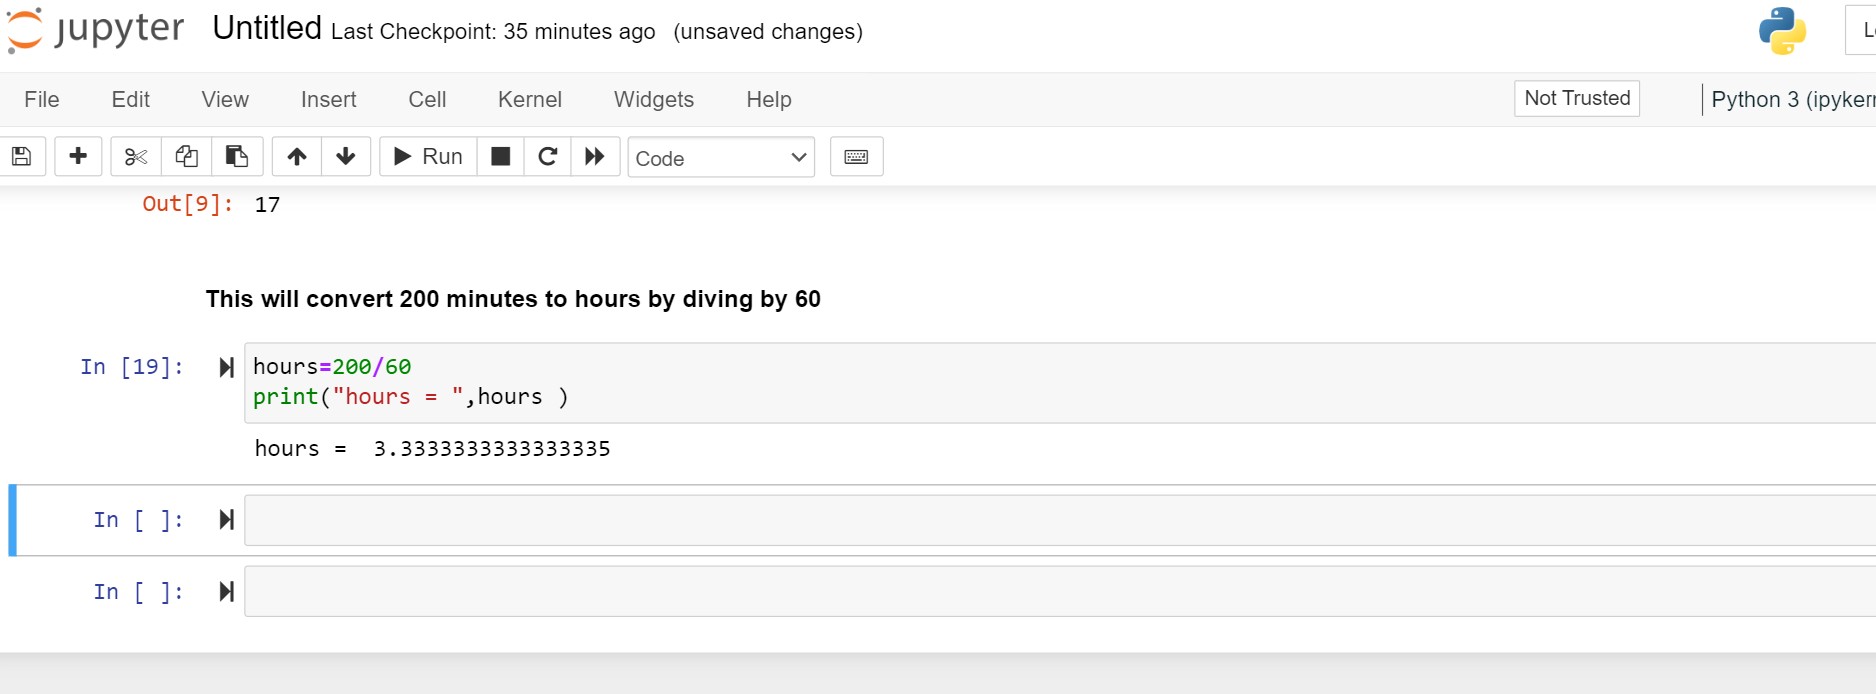 jupyter Untitled Last Checkpoint: 35 minutes ago (unsaved changes)
File Edit View Insert Cell Kernel Widgets Help Not Trusted Python 3 (ipyker
Run Code
Out[9]: 17
This will convert 200 minutes to hours by diving by 60
In [19]: hours=200/60
print("hours = ",hours )
hours =  3.3333333333333335
In [ ]:
In [ ]: